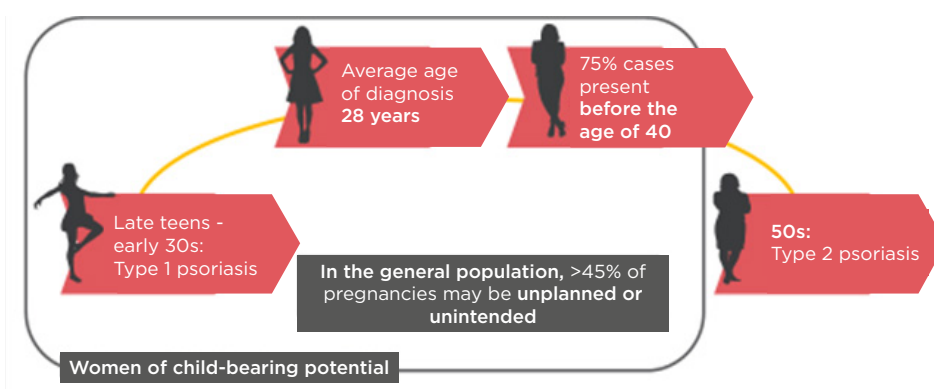 Average age
of diagnosis
28 years
75% cases
present
before the
age of 40
Late teens -
early 30s:
Type 1 psoriasis
50s:
Type 2 psoriasis
In the general population, >45% of
pregnancies may be unplanned or
unintended
Women of child-bearing potential